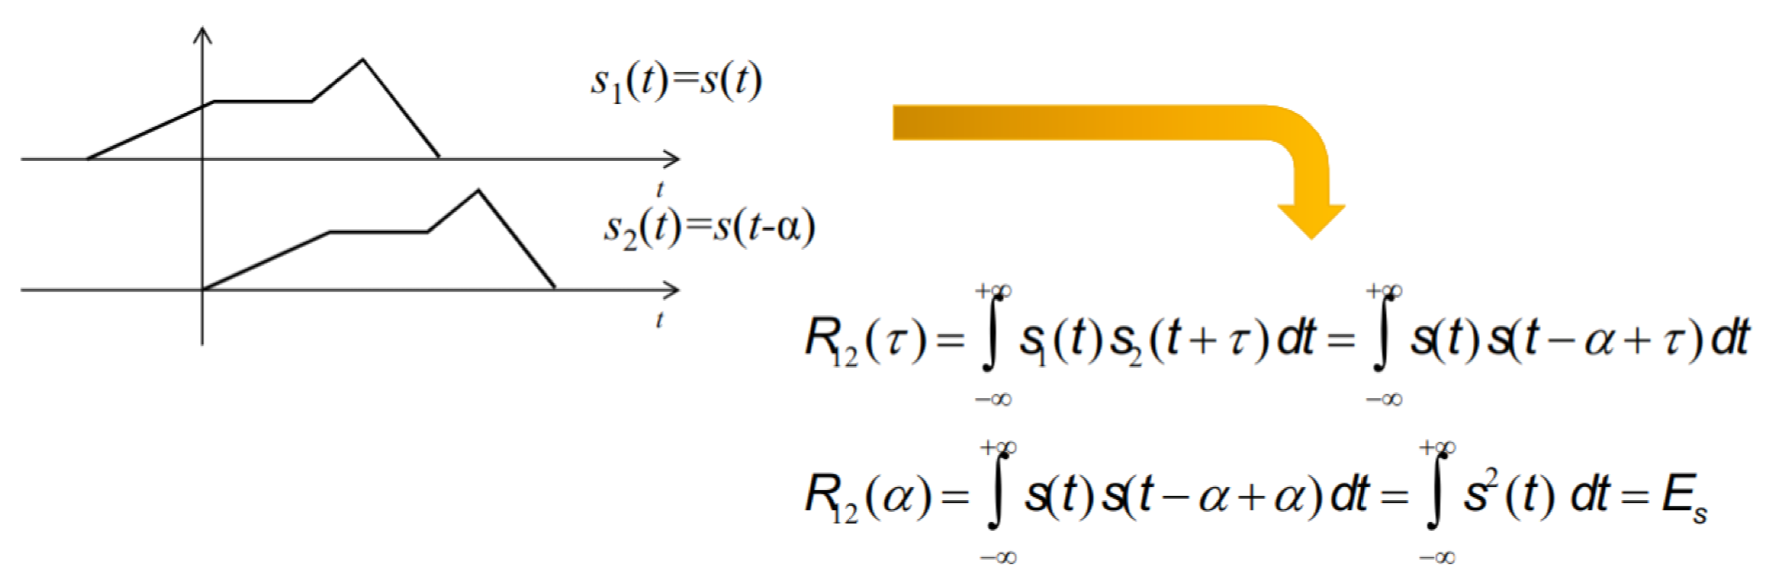 s₁(t)=s(t)
t
s₂(t)=s(t-α)
t
R₁₂(τ) = ∫₋∞⁺∞ s₁(t) s₂(t + τ) dt = ∫₋∞⁺∞ s(t) s(t − α + τ) dt
R₁₂(α) = ∫₋∞⁺∞ s(t) s(t − α + α) dt = ∫₋∞⁺∞ s²(t) dt = Eₛ